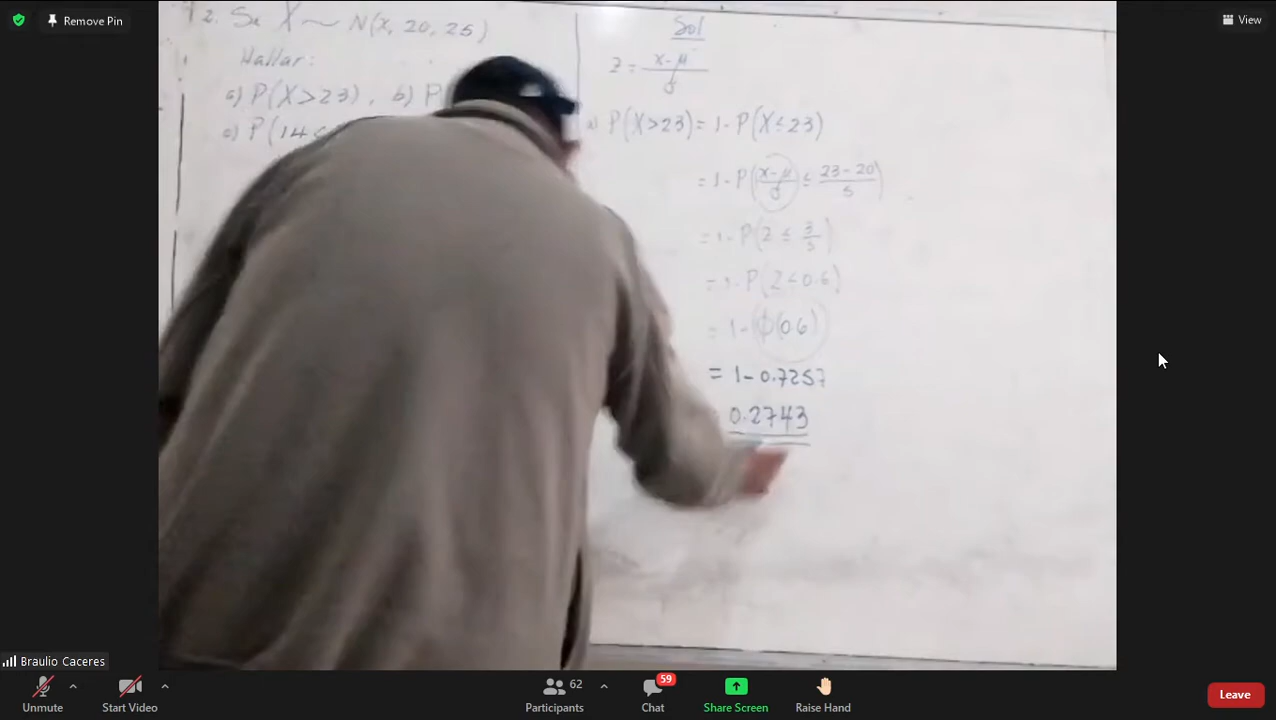 Remove Pin
View
2. Se X ~ N(x, 20, 25)
Hallar:
a) P(X>23), b) P
c) P(14≤
Sol
Z = x-μ/σ
a) P(X>23) = 1 - P(X≤23)
= 1 - P(x-μ/σ ≤ 23-20/5)
= 1 - P(Z ≤ 3/5)
= 1 - P(Z ≤ 0.6)
= 1 - ϕ(0.6)
= 1 - 0.7257
0.2743
Braulio Caceres
Unmute
Start Video
Participants
62
Chat
59
Share Screen
Raise Hand
Leave